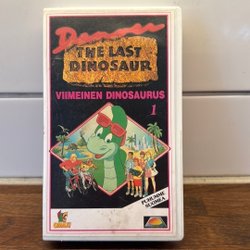 Denver
THE LAST
DINOSAUR
VIIMEINEN DINOSAURUS
1
PUHUMME
SUOMEA